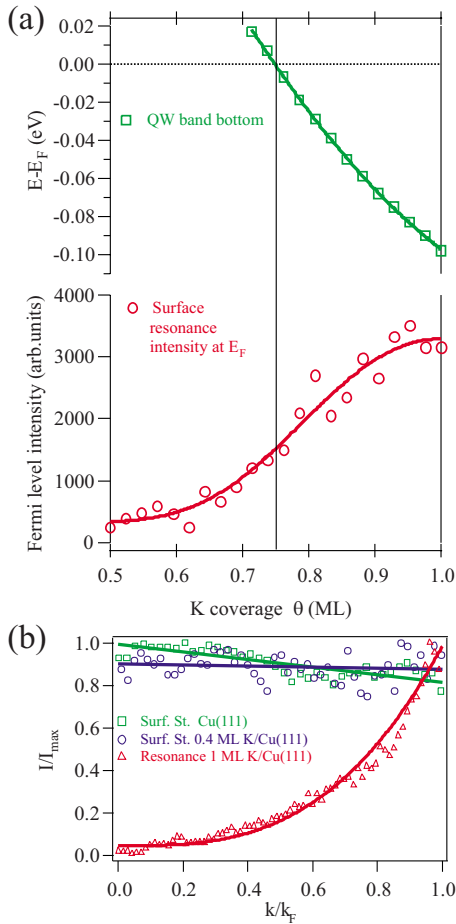 (a)
0.02
0.00
-0.02
-0.04
-0.06
-0.08
-0.10
E-EF (eV)
QW band bottom
4000
3000
2000
1000
0
Fermi level intensity (arb.units)
Surface
resonance
intensity at EF
0.5 0.6 0.7 0.8 0.9 1.0
K coverage θ (ML)
(b)
1.0
0.8
0.6
0.4
0.2
0.0
I/Imax
Surf. St. Cu(111)
Surf. St. 0.4 ML K/Cu(111)
Resonance 1 ML K/Cu(111)
0.0 0.2 0.4 0.6 0.8 1.0
k/kF